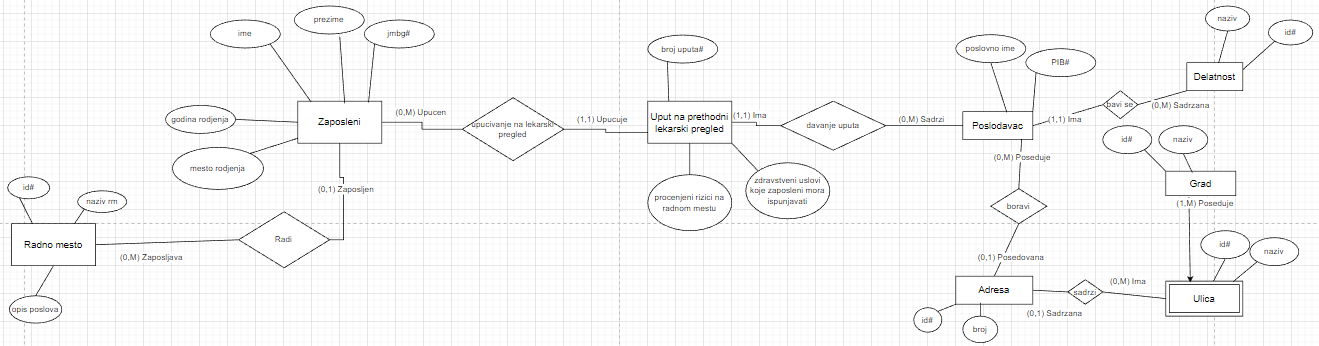 ime
prezime
jmbg#
godina rodjenja
mesto rodjenja
Zaposleni
(0,M) Upucen
upucivanje na lekarski
pregled
(1,1) Upucuje
broj uputa#
Uput na prethodni
lekarski pregled
procenjeni rizici na
radnom mestu
zdravstveni uslovi
koje zaposleni mora
ispunjavati
(1,1) Ima
davanje uputa
(0,M) Sadrzi
poslovno ime
PIB#
Poslodavac
(1,1) Ima
bavi se
(0,M) Sadrzana
Delatnost
naziv
id#
(0,M) Poseduje
boravi
(0,1) Posedovana
Adresa
id#
broj
sadrzi
(0,M) Ima
(0,1) Sadrzana
id#
naziv
Grad
(1,M) Poseduje
id#
naziv
Ulica
(0,1) Zaposljen
Radi
(0,M) Zaposljava
id#
naziv rm
Radno mesto
opis poslova